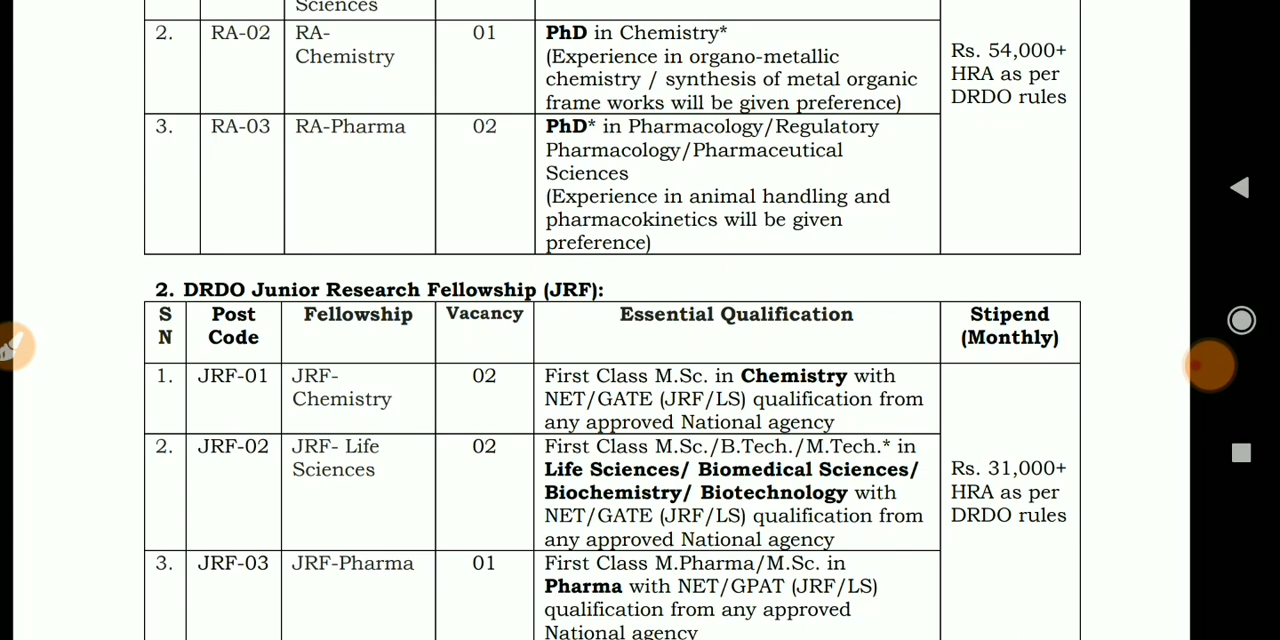 Sciences
2. RA-02 RA- 01 PhD in Chemistry*
Chemistry (Experience in organo-metallic
chemistry / synthesis of metal organic
frame works will be given preference)
Rs. 54,000+
HRA as per
DRDO rules
3. RA-03 RA-Pharma 02 PhD* in Pharmacology/Regulatory
Pharmacology/Pharmaceutical
Sciences
(Experience in animal handling and
pharmacokinetics will be given
preference)
2. DRDO Junior Research Fellowship (JRF):
S Post Fellowship Vacancy Essential Qualification Stipend
N Code (Monthly)
1. JRF-01 JRF- 02 First Class M.Sc. in Chemistry with
Chemistry NET/GATE (JRF/LS) qualification from
any approved National agency
2. JRF-02 JRF- Life 02 First Class M.Sc./B.Tech./M.Tech.* in
Sciences Life Sciences/ Biomedical Sciences/
Biochemistry/ Biotechnology with
NET/GATE (JRF/LS) qualification from
any approved National agency
Rs. 31,000+
HRA as per
DRDO rules
3. JRF-03 JRF-Pharma 01 First Class M.Pharma/M.Sc. in
Pharma with NET/GPAT (JRF/LS)
qualification from any approved
National agency